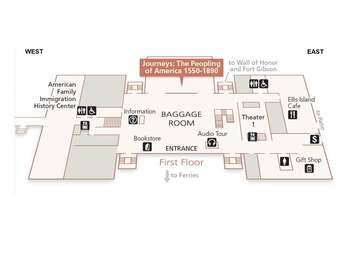 WEST
EAST
Journeys: The Peopling
of America 1550-1890
to Wall of Honor
and Fort Gibson
American
Family
Immigration
History Center
Information
BAGGAGE
ROOM
Ellis Island
Cafe
Theater
1
Audio Tour
Bookstore
ENTRANCE
$
Gift Shop
First Floor
to Ferries